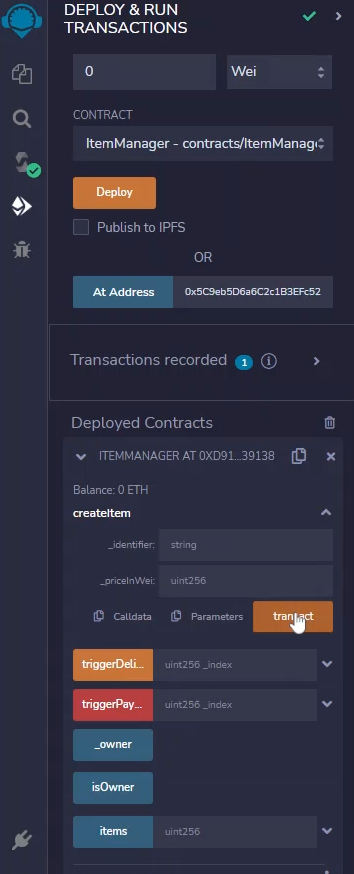 DEPLOY & RUN
TRANSACTIONS
0
Wei
CONTRACT
ItemManager - contracts/ItemManage
Deploy
Publish to IPFS
OR
At Address
0x5C9eb5D6a6C2c1B3EFc52
Transactions recorded 1 i
Deployed Contracts
ITEMMANAGER AT 0XD91...39138
Balance: 0 ETH
createItem
_identifier: string
_priceInWei: uint256
Calldata Parameters transact
triggerDeli... uint256 _index
triggerPay... uint256 _index
_owner
isOwner
items uint256